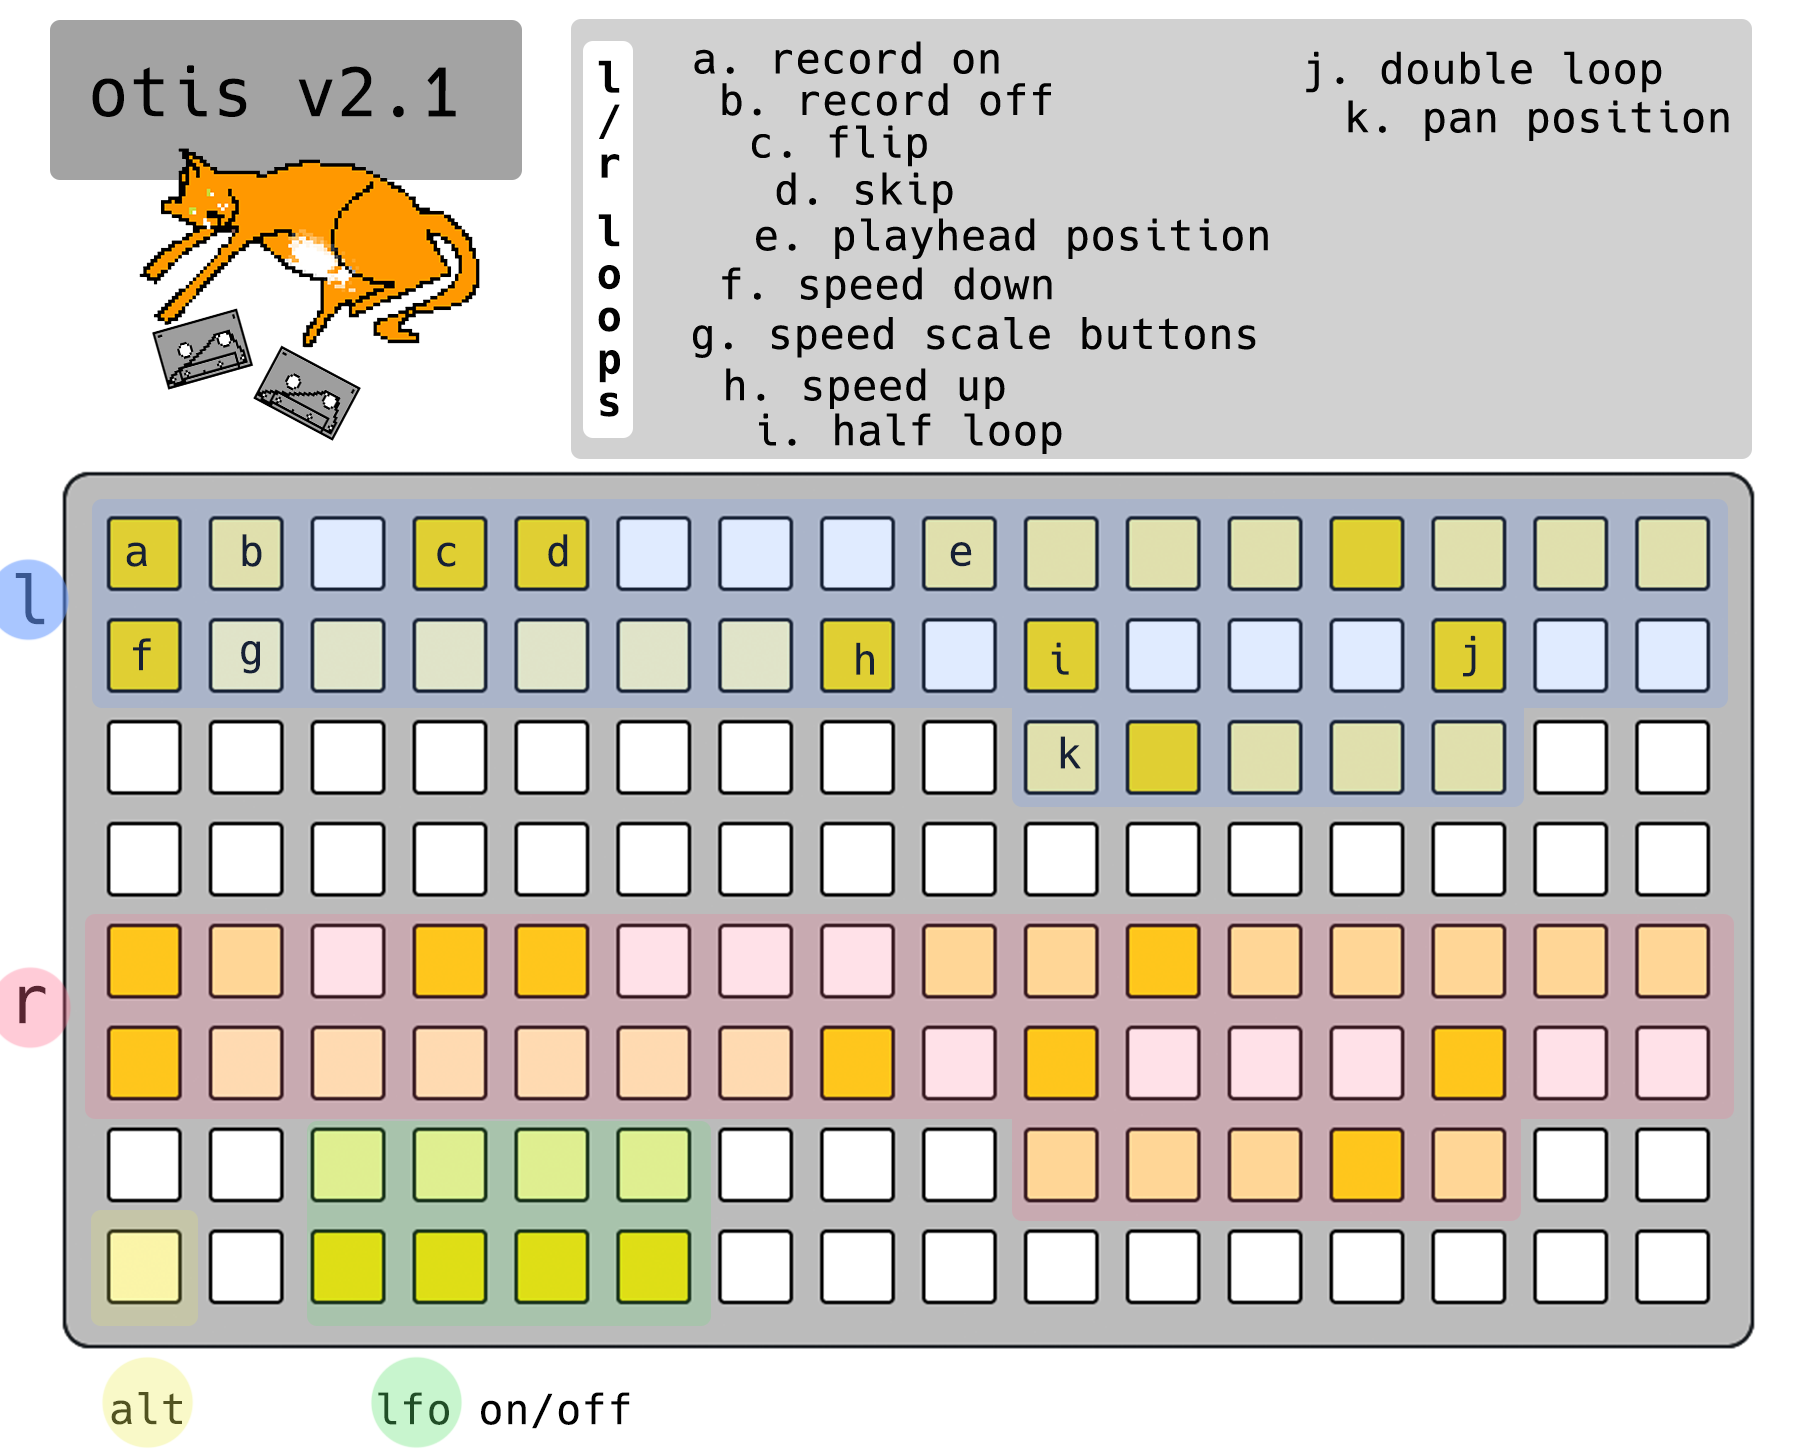 otis v2.1
l/r loops
a. record on
b. record off
c. flip
d. skip
e. playhead position
f. speed down
g. speed scale buttons
h. speed up
i. half loop
j. double loop
k. pan position
l
a b c d e
f g h i j
k
r
alt
lfo on/off